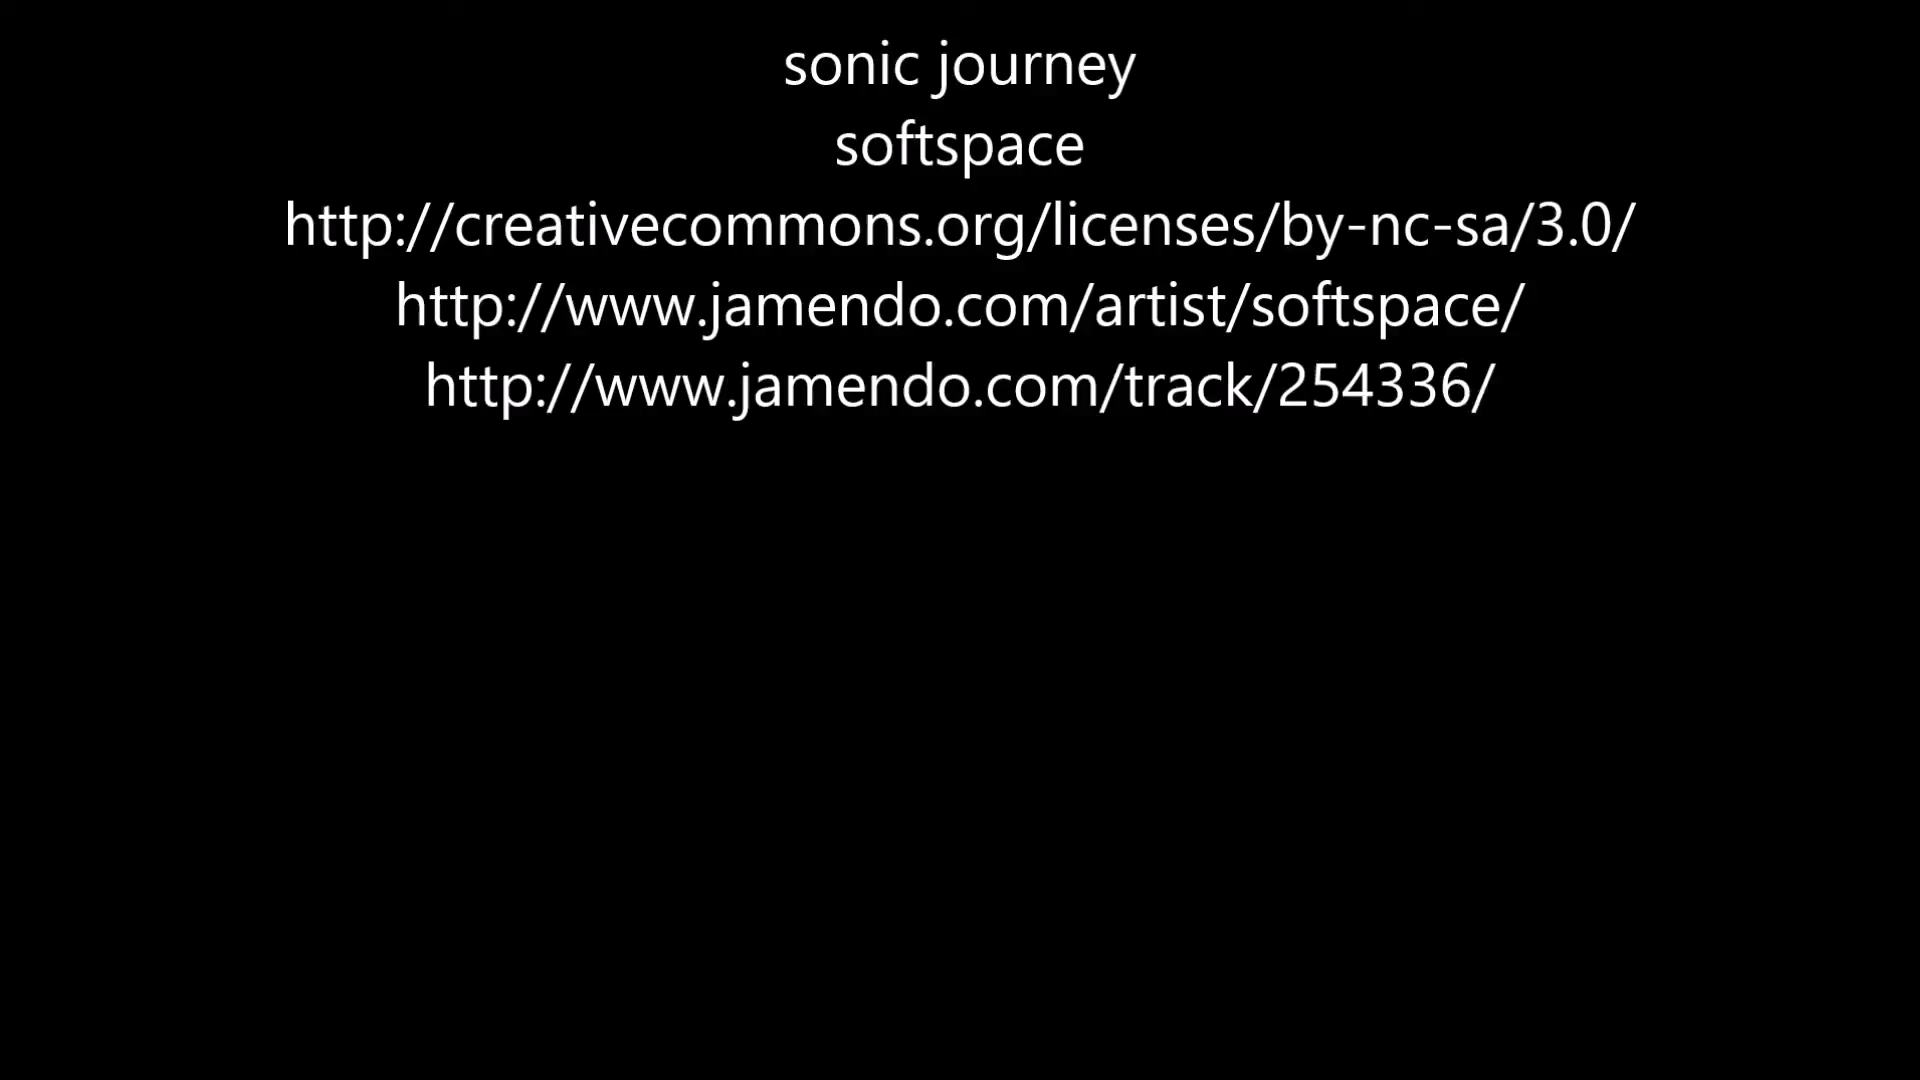 sonic journey
softspace
http://creativecommons.org/licenses/by-nc-sa/3.0/
http://www.jamendo.com/artist/softspace/
http://www.jamendo.com/track/254336/